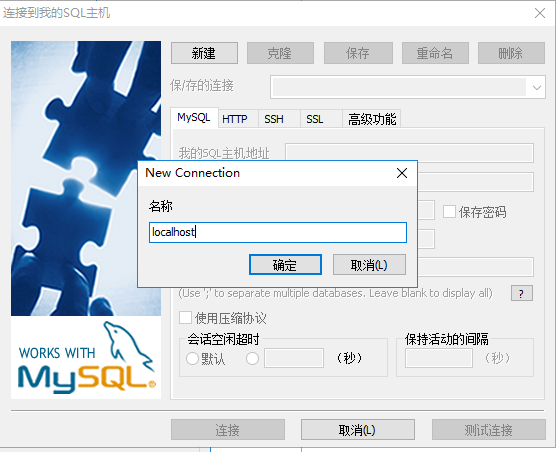 连接到我的SQL主机
新建 克隆 保存 重命名 删除
保/存的连接
MySQL HTTP SSH SSL 高级功能
我的SQL主机地址
New Connection
名称
localhost
保存密码
确定 取消(L)
(Use ';' to separate multiple databases. Leave blank to display all) ?
使用压缩协议
会话空闲超时 保持活动的间隔
默认 (秒) (秒)
WORKS WITH
MySQL®
连接 取消(L) 测试连接